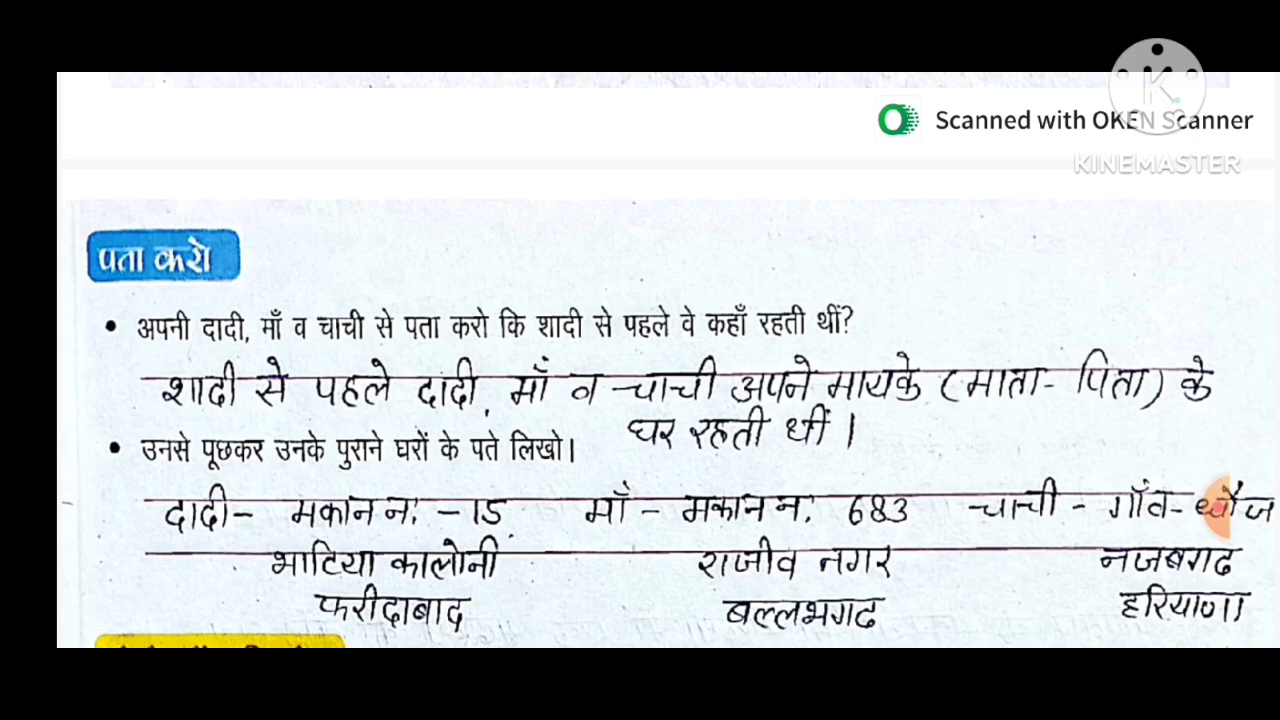 Scanned with OKEN Scanner
KINEMASTER
पता करो
• अपनी दादी, माँ व चाची से पता करो कि शादी से पहले वे कहाँ रहती थीं?
शादी से पहले दादी, माँ व चाची अपने मायके (माता-पिता) के
घर रहती थीं।
• उनसे पूछकर उनके पुराने घरों के पते लिखो।
दादी- मकान न. -15 माँ - मकान न. 683 चाची - गाँव-
भाटिया कालोनी राजीव नगर नजबगढ
फरीदाबाद बल्लभगढ हरियाणा